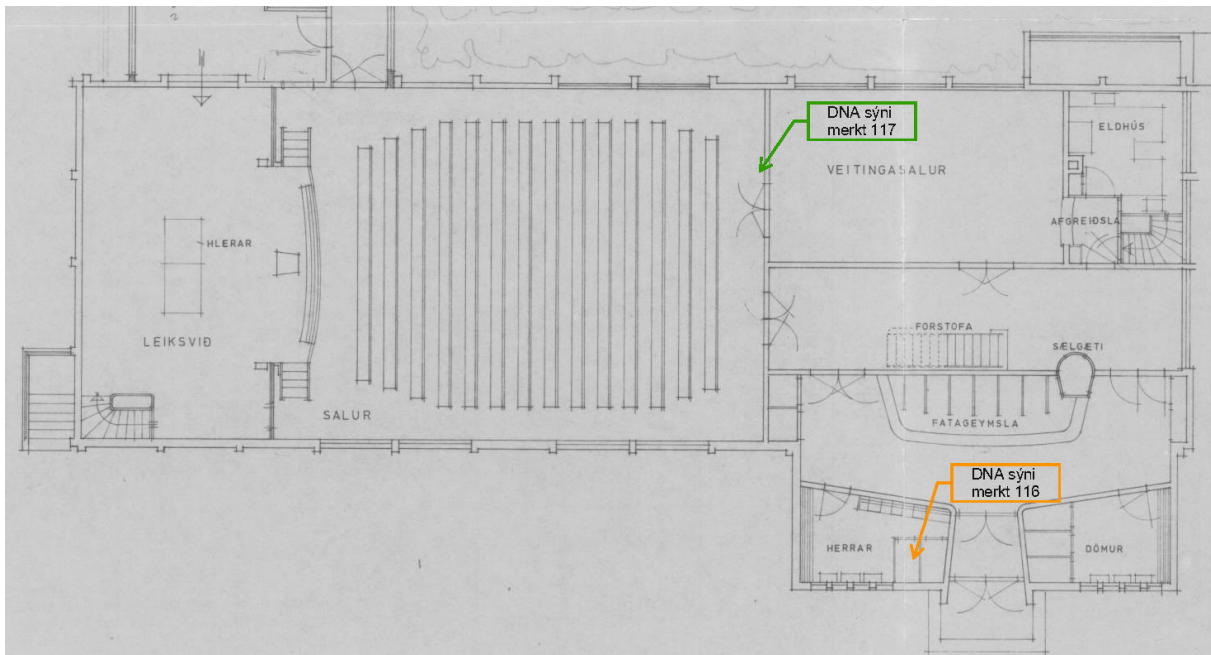 DNA sýni
merkt 117
ELDHÚS
VEITINGASALUR
AFGREIÐSLA
HLERAR
LEIKSVIÐ
FORSTOFA
SÆLGÆTI
SALUR
FATAGEYMSLA
DNA sýni
merkt 116
HERRAR
DÖMUR